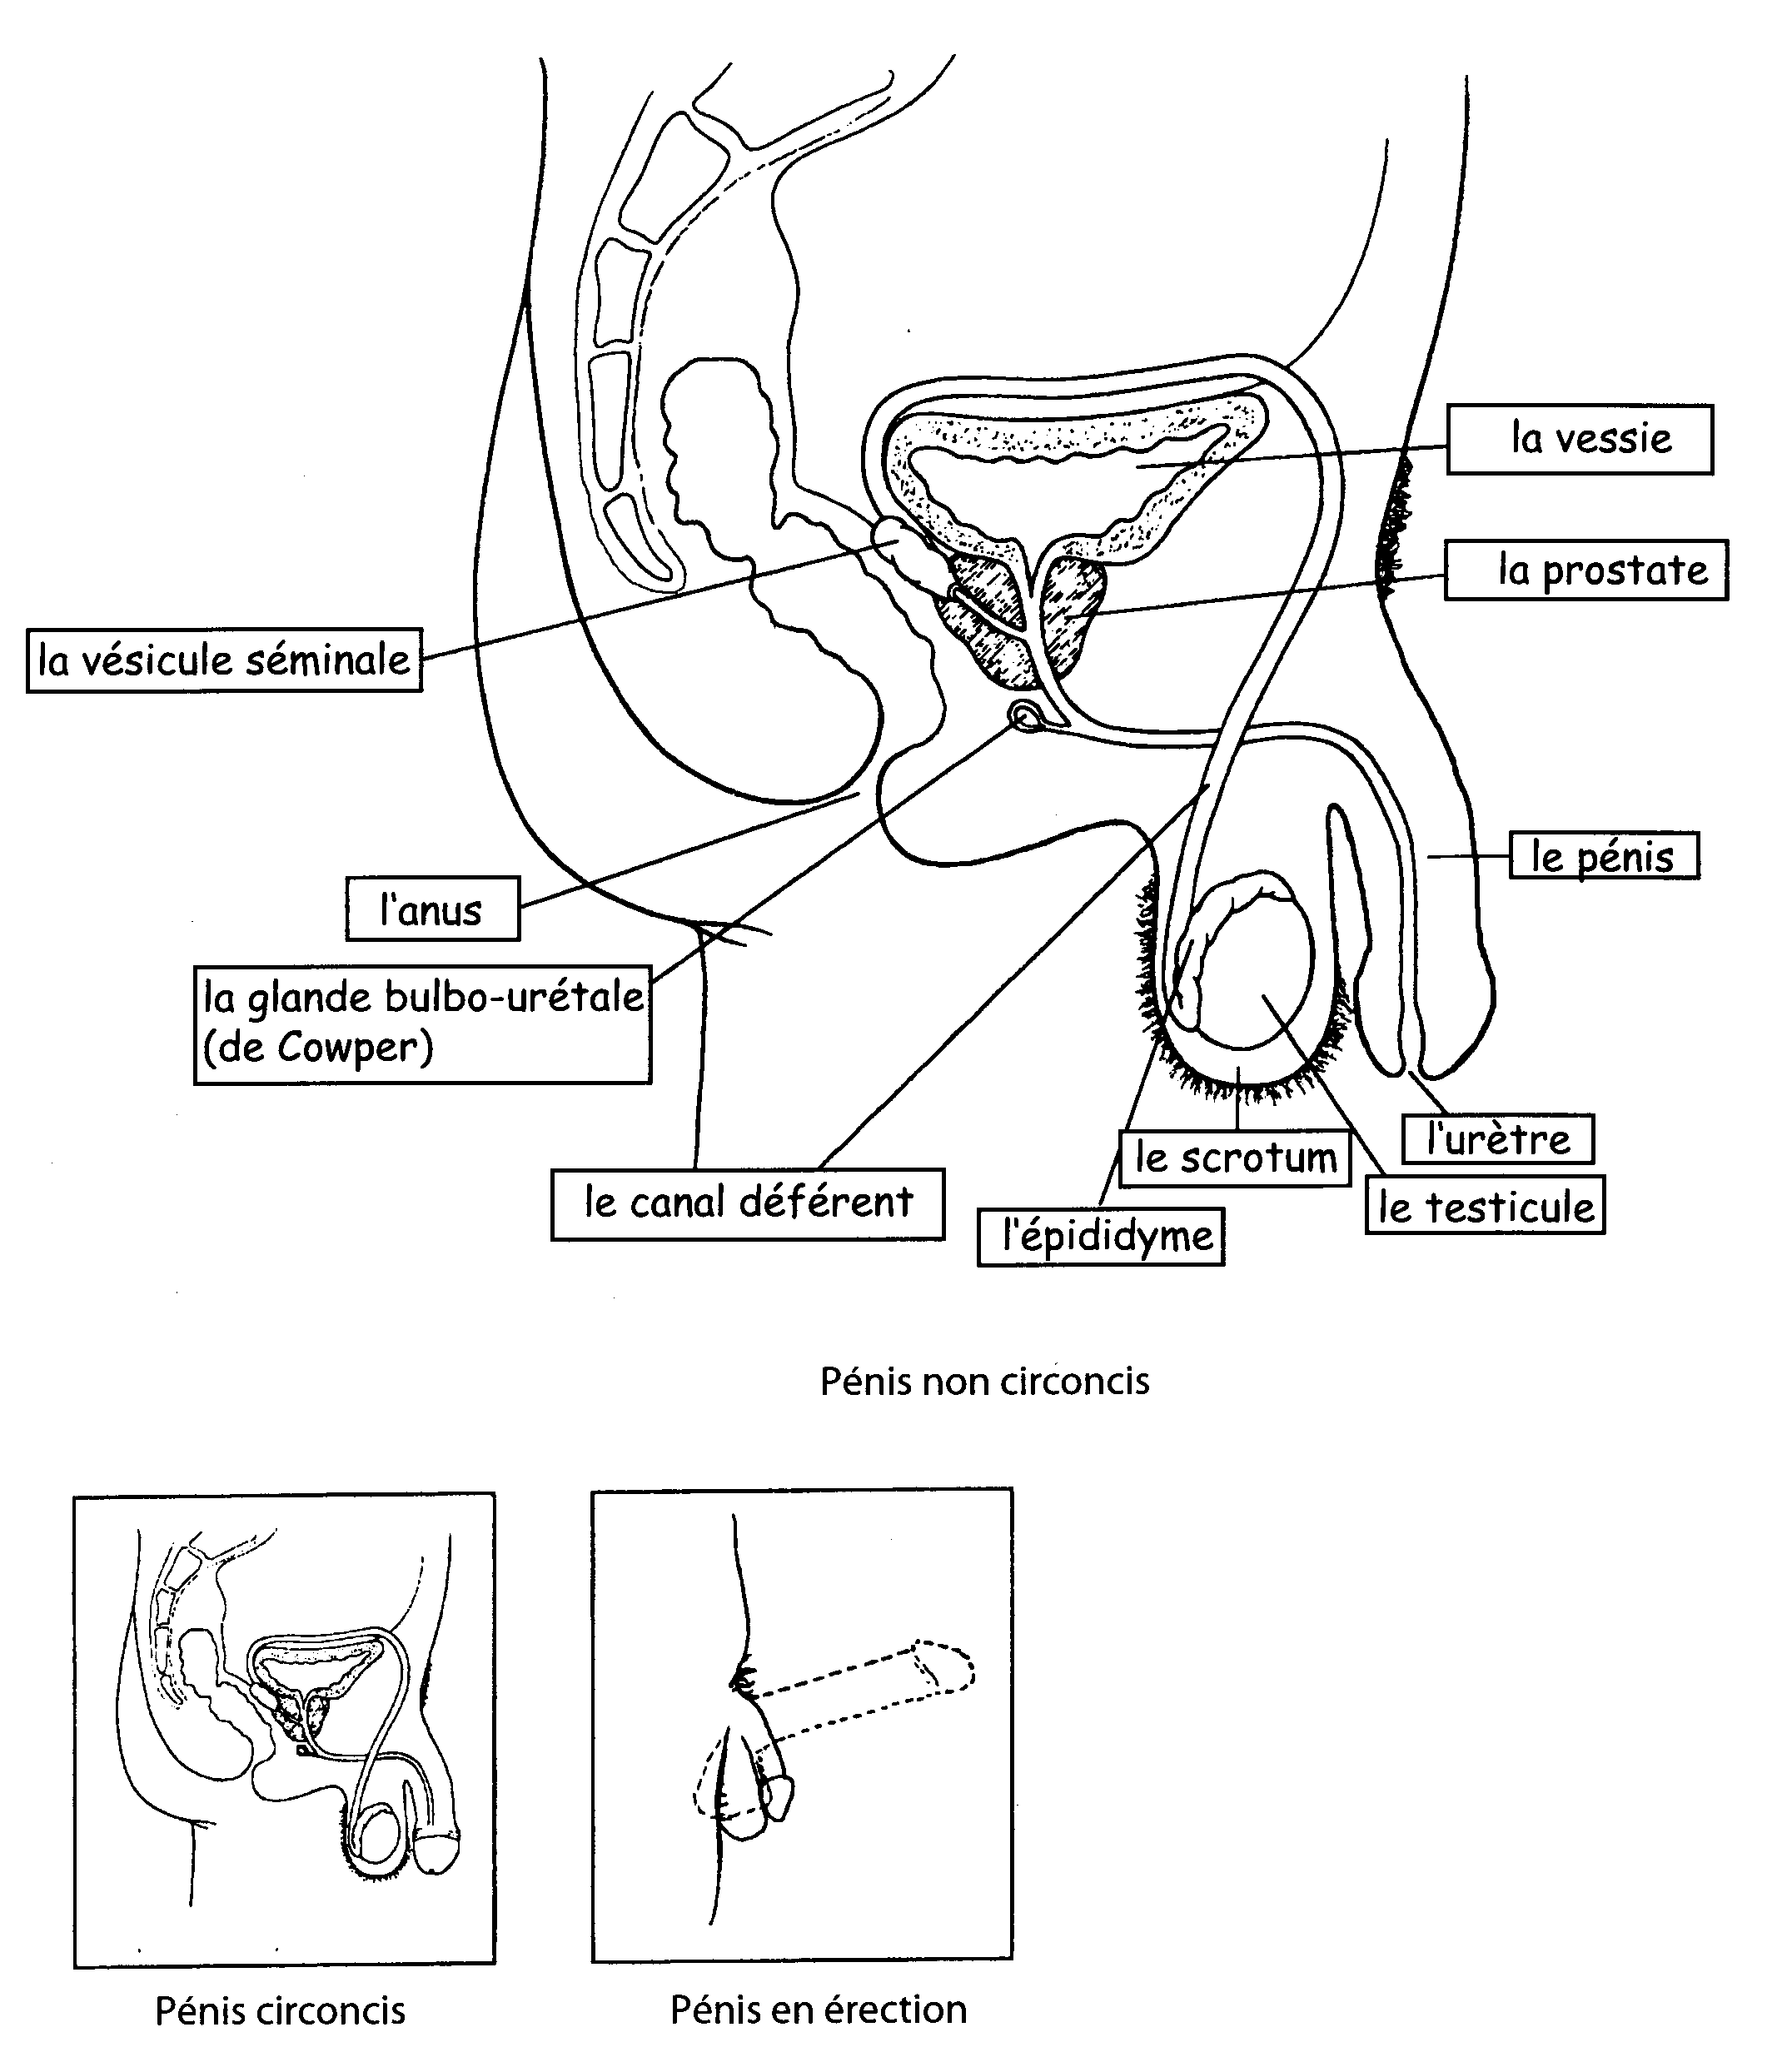 la vessie
la prostate
la vésicule séminale
le pénis
l'anus
la glande bulbo-urétale
(de Cowper)
l'urètre
le scrotum
le testicule
le canal déférent
l'épididyme
Pénis non circoncis
Pénis circoncis
Pénis en érection